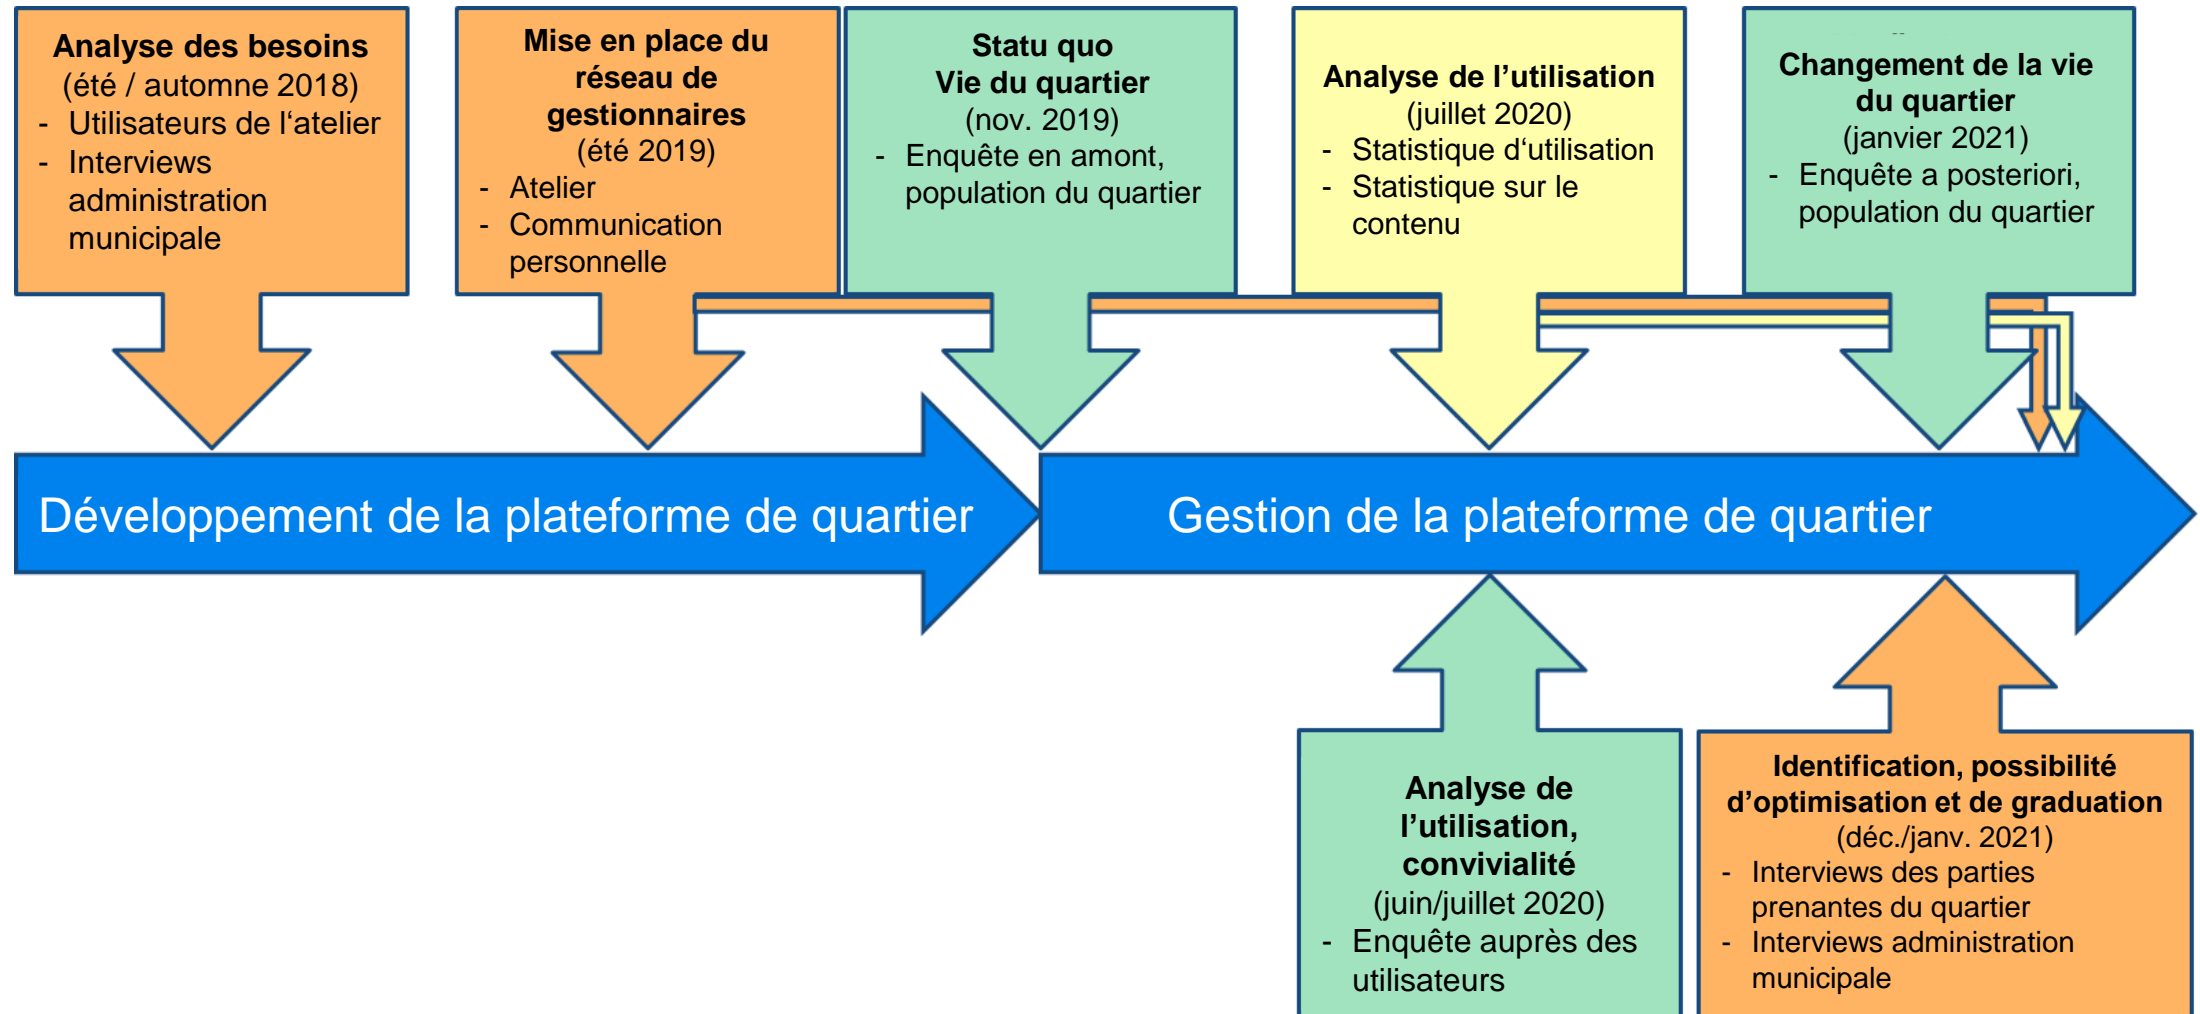 Analyse des besoins
(été / automne 2018)
- Utilisateurs de l‘atelier
- Interviews
administration
municipale
Mise en place du
réseau de
gestionnaires
(été 2019)
- Atelier
- Communication
personnelle
Statu quo
Vie du quartier
(nov. 2019)
- Enquête en amont,
population du quartier
Analyse de l’utilisation
(juillet 2020)
- Statistique d‘utilisation
- Statistique sur le
contenu
Changement de la vie
du quartier
(janvier 2021)
- Enquête a posteriori,
population du quartier
Développement de la plateforme de quartier
Gestion de la plateforme de quartier
Analyse de
l’utilisation,
convivialité
(juin/juillet 2020)
- Enquête auprès des
utilisateurs
Identification, possibilité
d’optimisation et de graduation
(déc./janv. 2021)
- Interviews des parties
prenantes du quartier
- Interviews administration
municipale